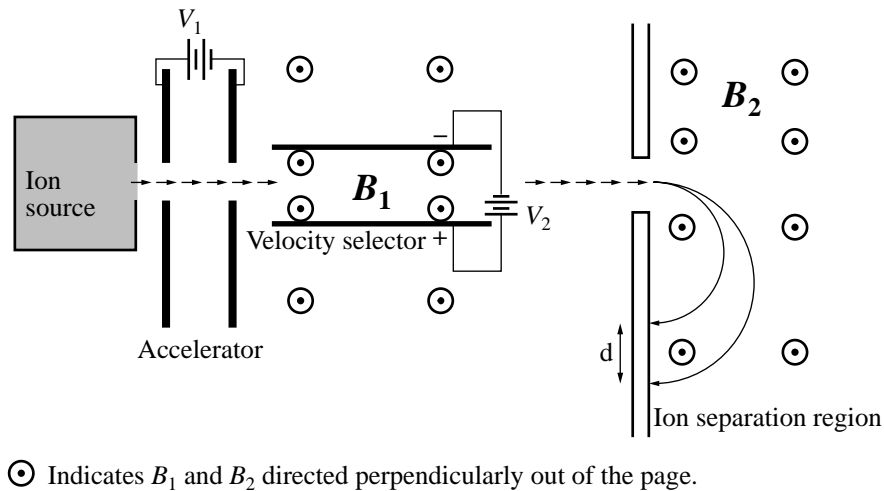 V1
B2
Ion
source
B1
−
V2
Velocity selector +
Accelerator
d
Ion separation region
Indicates B1 and B2 directed perpendicularly out of the page.